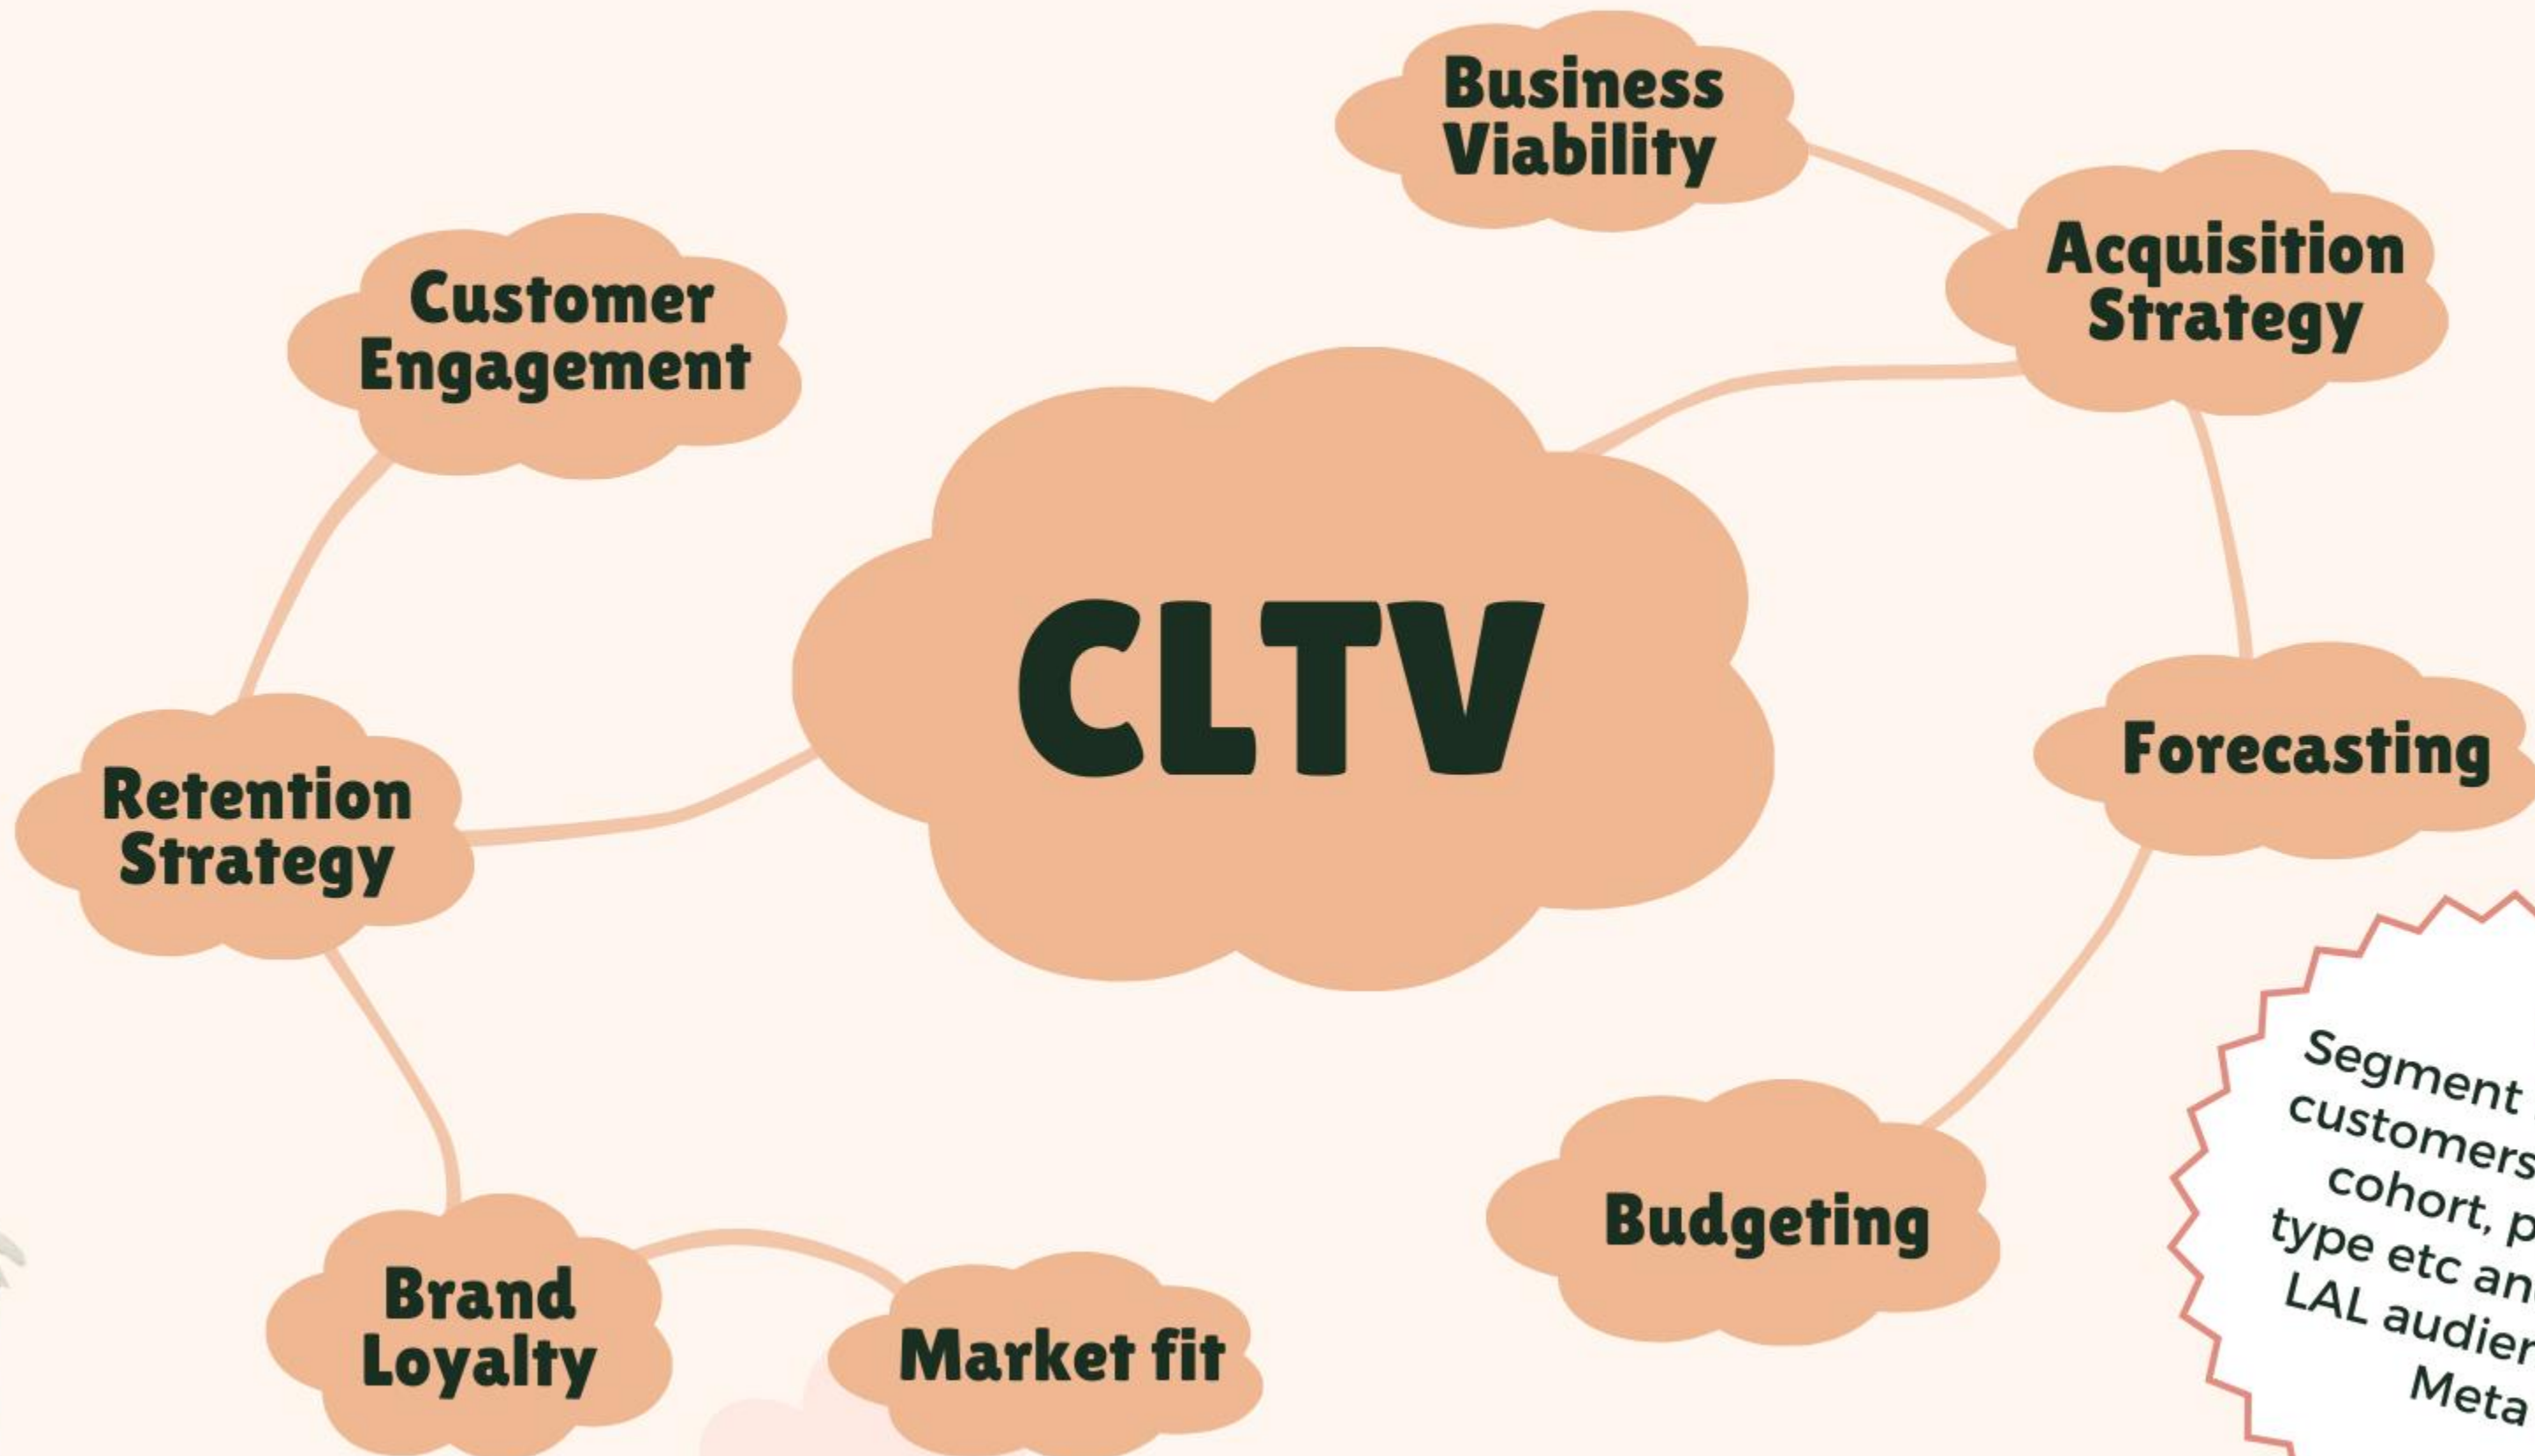 Business
Viability
Acquisition
Strategy
Customer
Engagement
CLTV
Retention
Strategy
Forecasting
Budgeting
Brand
Loyalty
Market fit
Segment
customers
cohort,
type etc
LAL
Meta